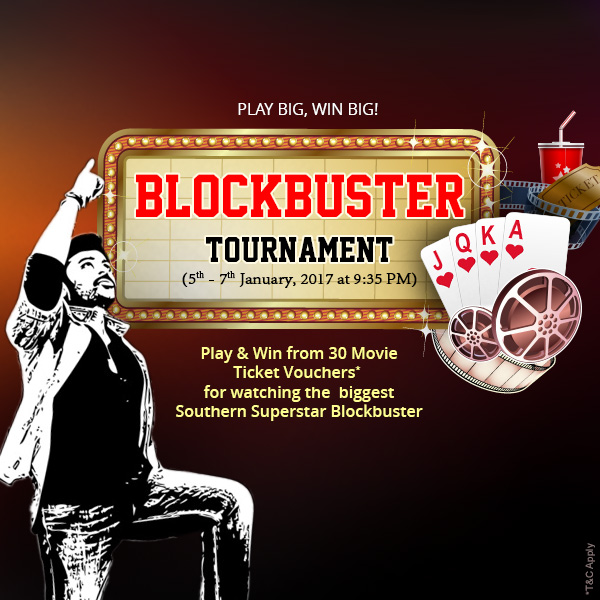 PLAY BIG, WIN BIG!
BLOCKBUSTER
TOURNAMENT
(5th - 7th January, 2017 at 9:35 PM)
TICKET
J Q K A
Play & Win from 30 Movie
Ticket Vouchers*
for watching the biggest
Southern Superstar Blockbuster
*T&C Apply